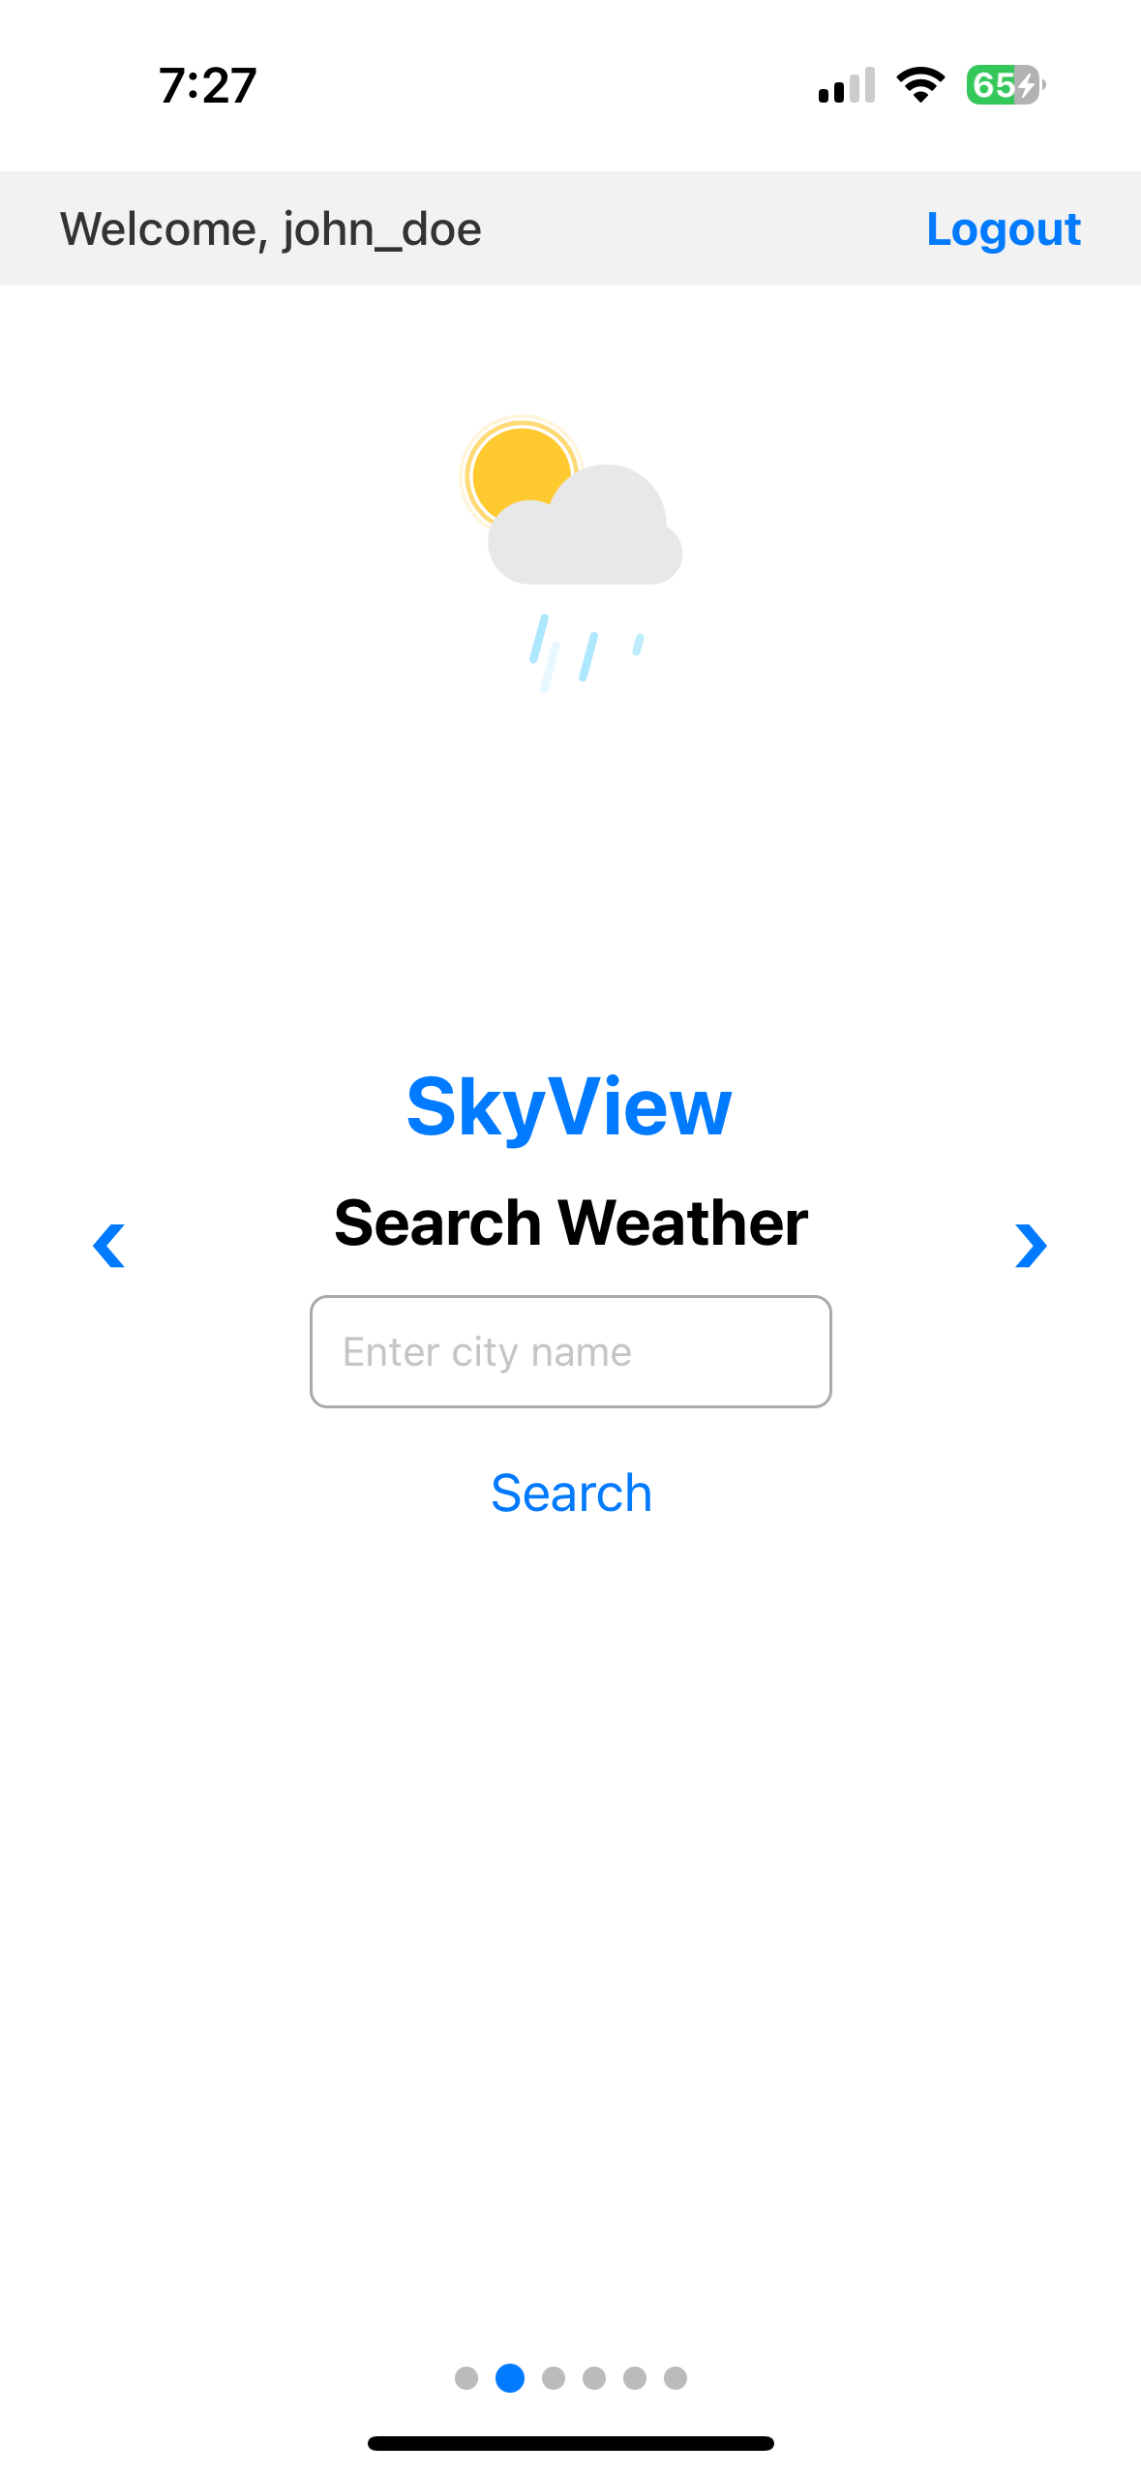 7:27
65
Welcome, john_doe
Logout
SkyView
Search Weather
Enter city name
Search